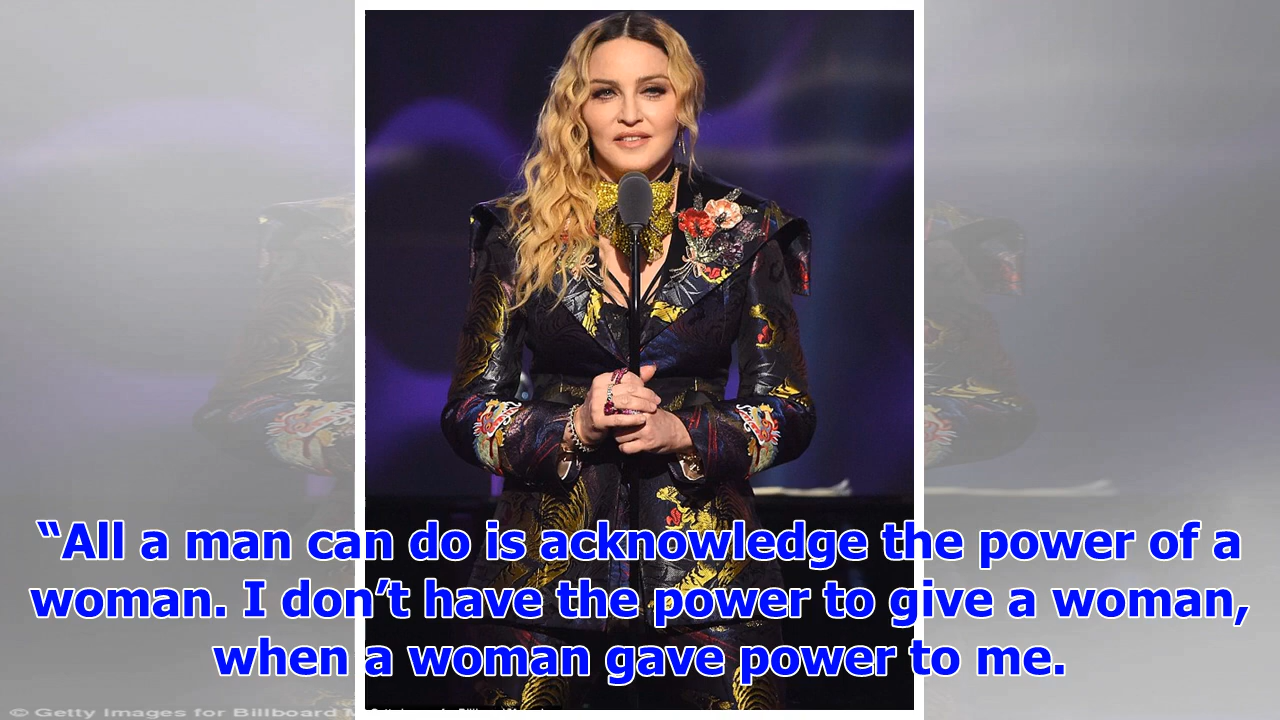 “All a man can do is acknowledge the power of a
woman. I don’t have the power to give a woman,
when a woman gave power to me.
© Getty Images for Billboard M